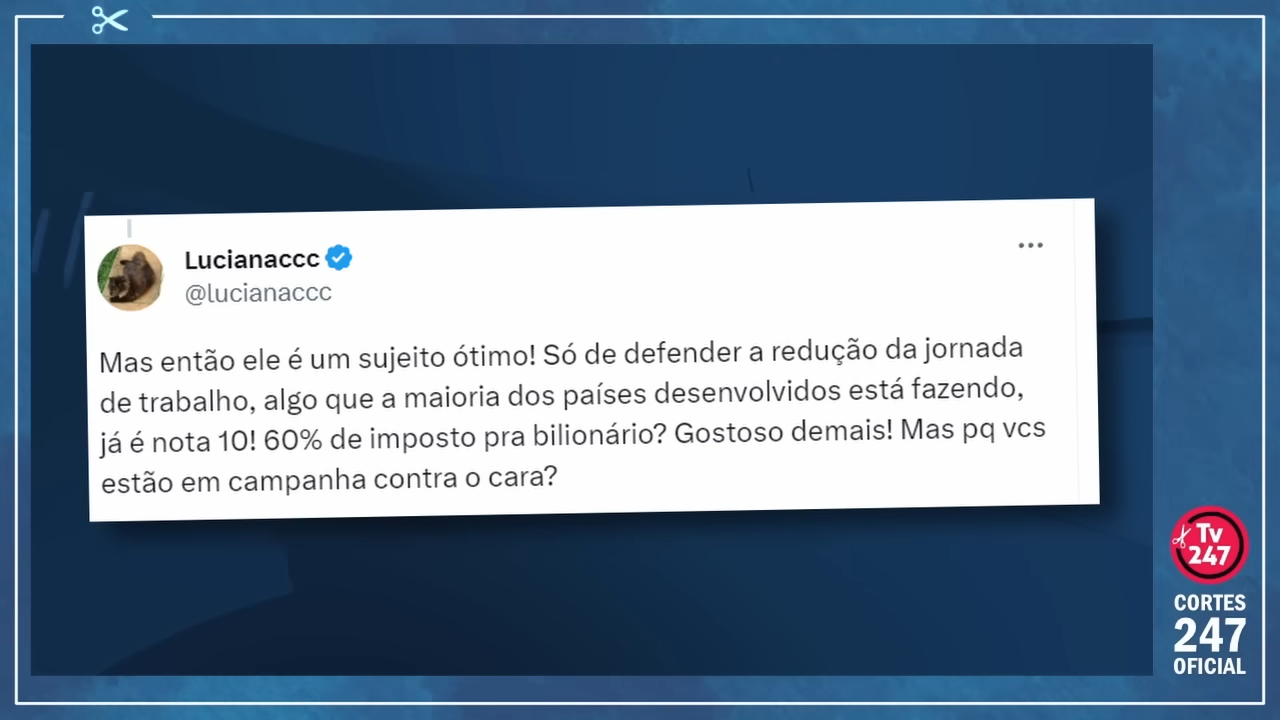 Lucianaccc
@lucianaccc
Mas então ele é um sujeito ótimo! Só de defender a redução da jornada
de trabalho, algo que a maioria dos países desenvolvidos está fazendo,
já é nota 10! 60% de imposto pra bilionário? Gostoso demais! Mas pq vcs
estão em campanha contra o cara?
Tv
247
CORTES
247
OFICIAL